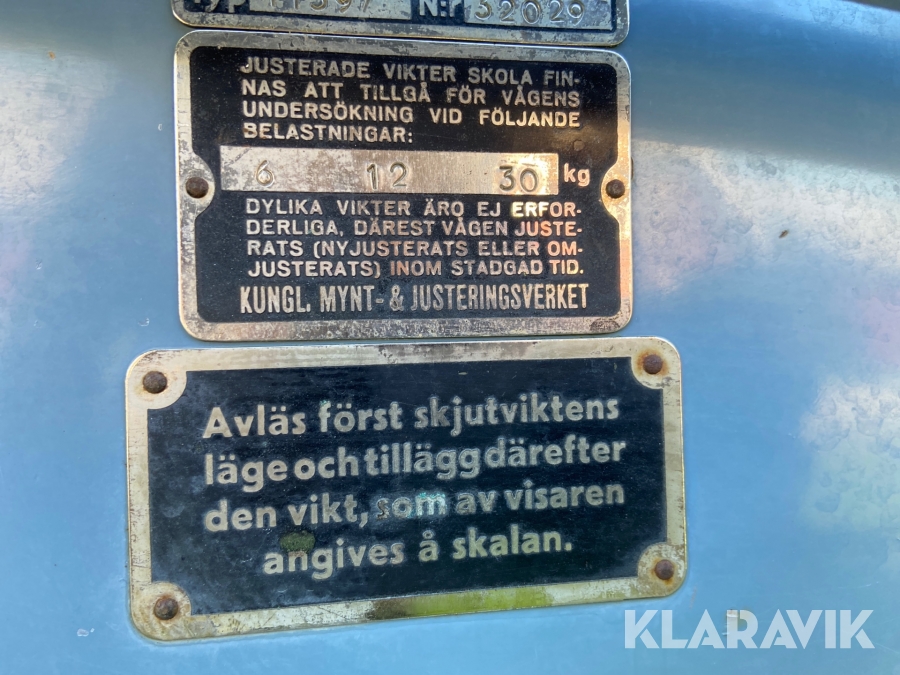 N:r 32029
JUSTERADE VIKTER SKOLA FIN-
NAS ATT TILLGÅ FÖR VÅGENS
UNDERSÖKNING VID FÖLJANDE
BELASTNINGAR:
6 12 30 kg
DYLIKA VIKTER ÄRO EJ ERFOR-
DERLIGA, DÄREST VÅGEN JUSTE-
RATS (NYJUSTERATS ELLER OM-
JUSTERATS) INOM STADGAD TID.
KUNGL. MYNT- & JUSTERINGSVERKET
Avläs först skjutviktens
läge och tillägg därefter
den vikt, som av visaren
angives å skalan.
KLARAVIK